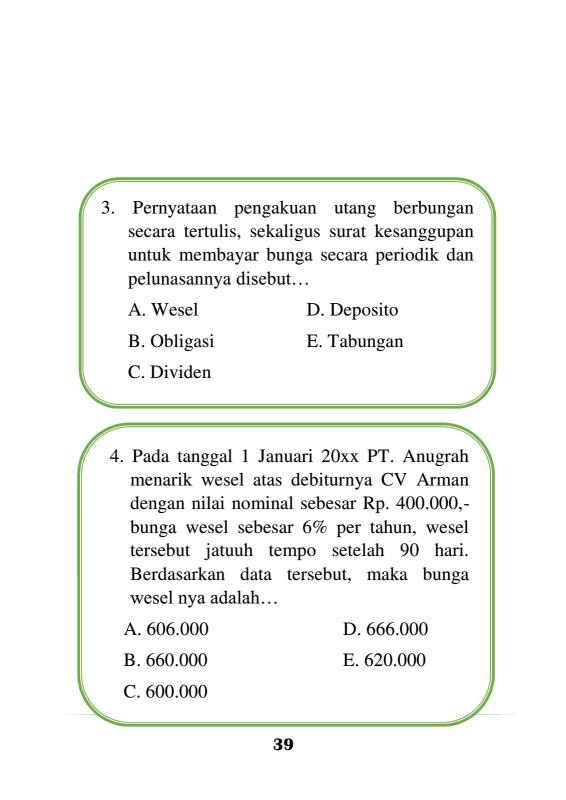 3. Pernyataan pengakuan utang berbungan
secara tertulis, sekaligus surat kesanggupan
untuk membayar bunga secara periodik dan
pelunasannya disebut…
A. Wesel D. Deposito
B. Obligasi E. Tabungan
C. Dividen
4. Pada tanggal 1 Januari 20xx PT. Anugrah
menarik wesel atas debiturnya CV Arman
dengan nilai nominal sebesar Rp. 400.000,-
bunga wesel sebesar 6% per tahun, wesel
tersebut jatuuh tempo setelah 90 hari.
Berdasarkan data tersebut, maka bunga
wesel nya adalah…
A. 606.000 D. 666.000
B. 660.000 E. 620.000
C. 600.000
39